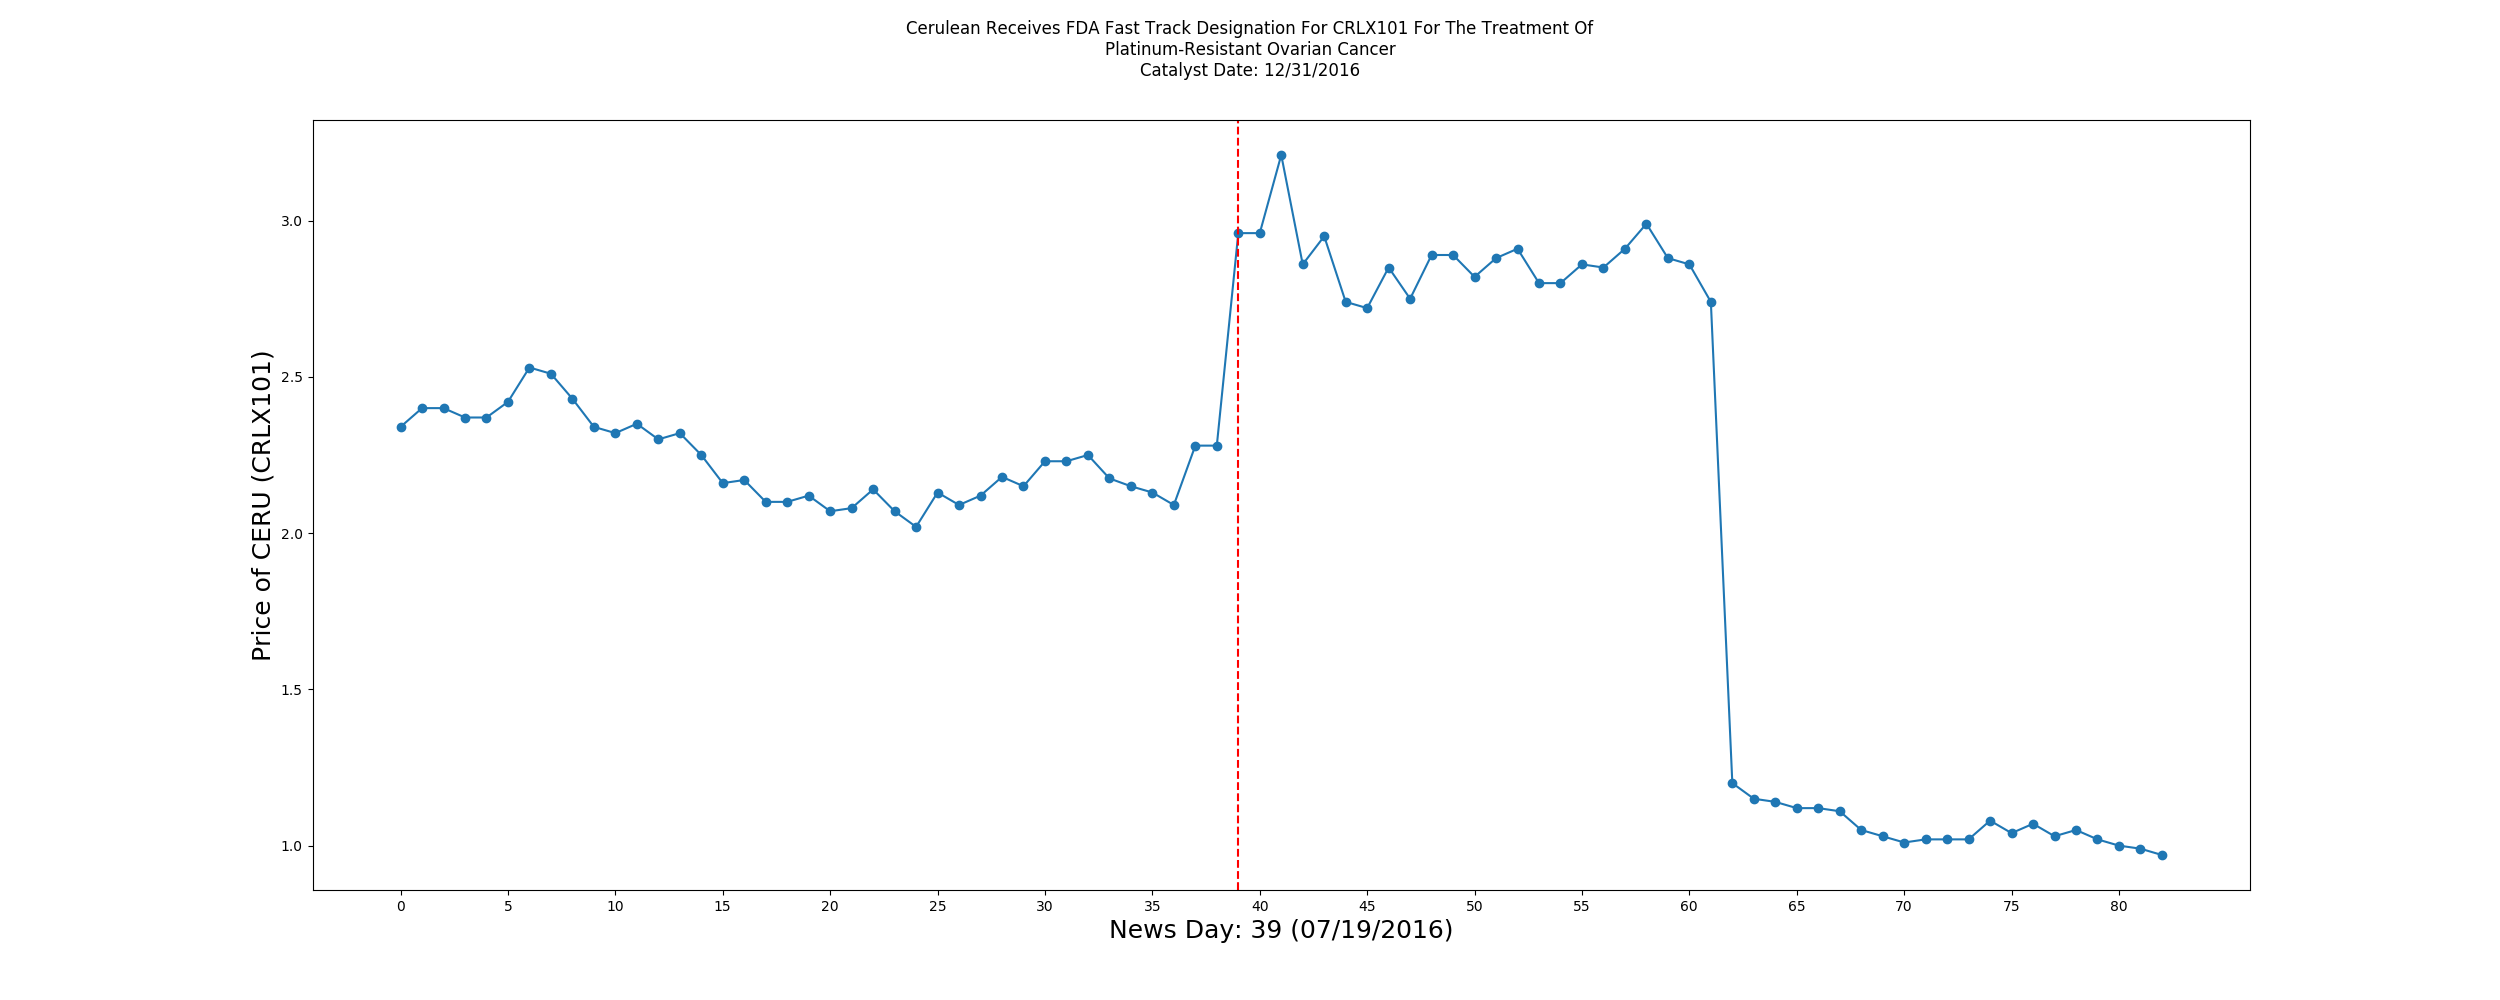 Cerulean Receives FDA Fast Track Designation For CRLX101 For The Treatment Of
Platinum-Resistant Ovarian Cancer
Catalyst Date: 12/31/2016
Price of CERU (CRLX101)
3.0
2.5
2.0
1.5
1.0
0 5 10 15 20 25 30 35 40 45 50 55 60 65 70 75 80
News Day: 39 (07/19/2016)